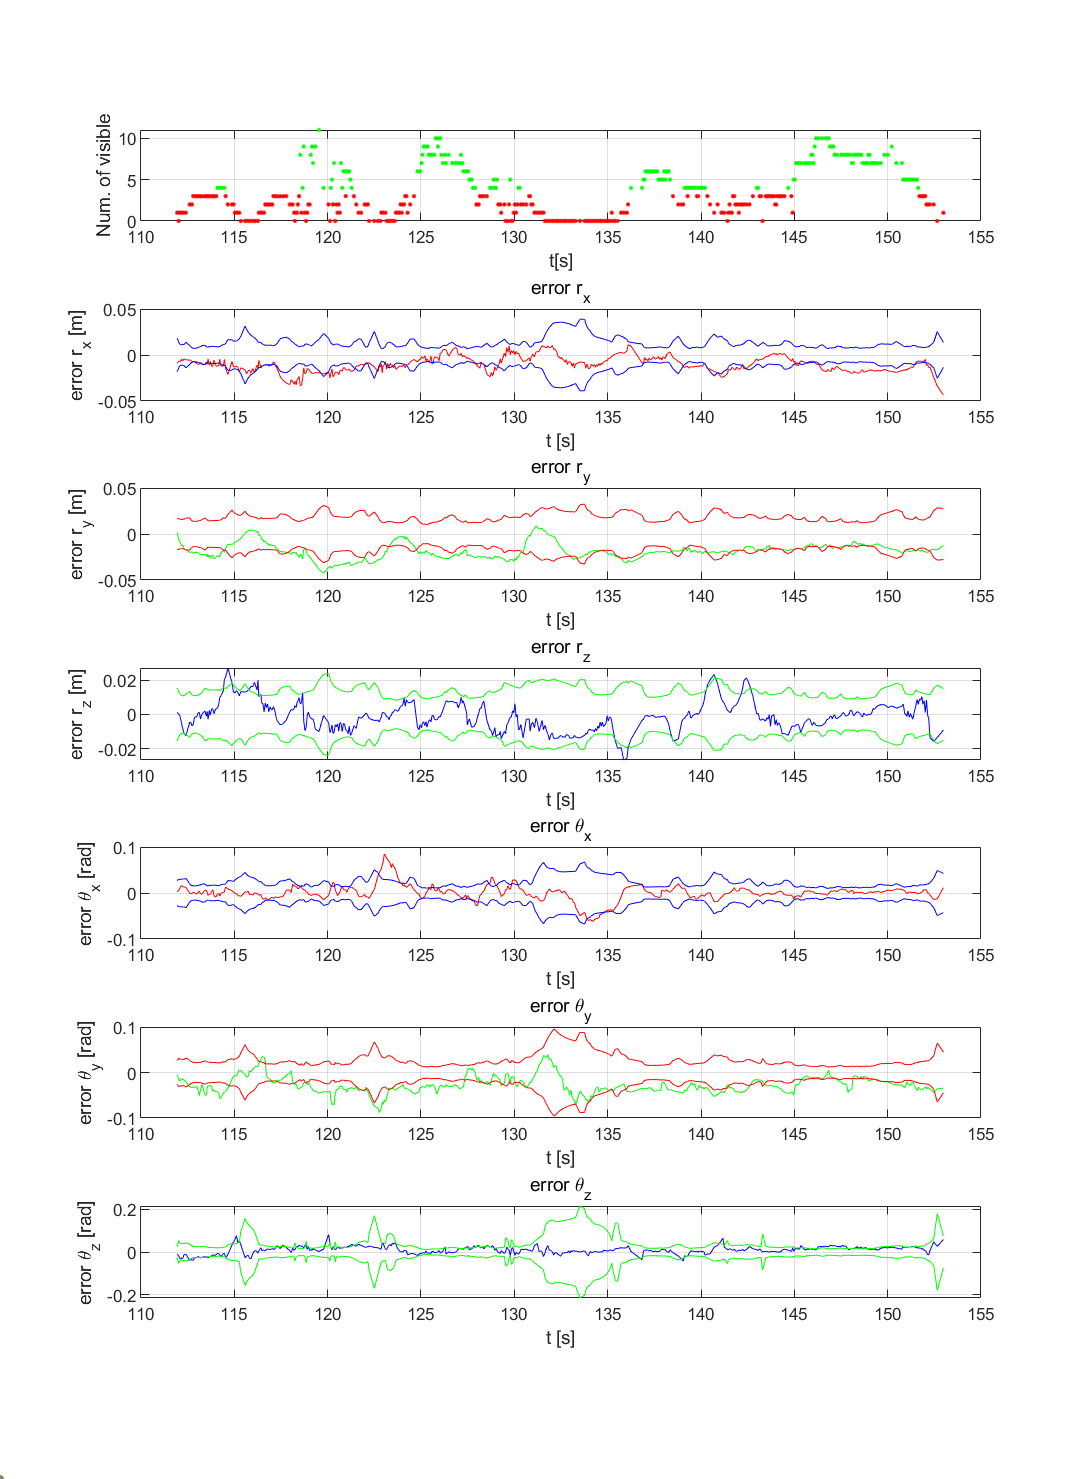 Num. of visible
10
5
0
110 115 120 125 130 135 140 145 150 155
t[s]
error r_x
error r_x [m]
0.05
0
-0.05
110 115 120 125 130 135 140 145 150 155
t [s]
error r_y
error r_y [m]
0.05
0
-0.05
110 115 120 125 130 135 140 145 150 155
t [s]
error r_z
error r_z [m]
0.02
0
-0.02
110 115 120 125 130 135 140 145 150 155
t [s]
error θ_x
error θ_x [rad]
0.1
0
-0.1
110 115 120 125 130 135 140 145 150 155
t [s]
error θ_y
error θ_y [rad]
0.1
0
-0.1
110 115 120 125 130 135 140 145 150 155
t [s]
error θ_z
error θ_z [rad]
0.2
0
-0.2
110 115 120 125 130 135 140 145 150 155
t [s]